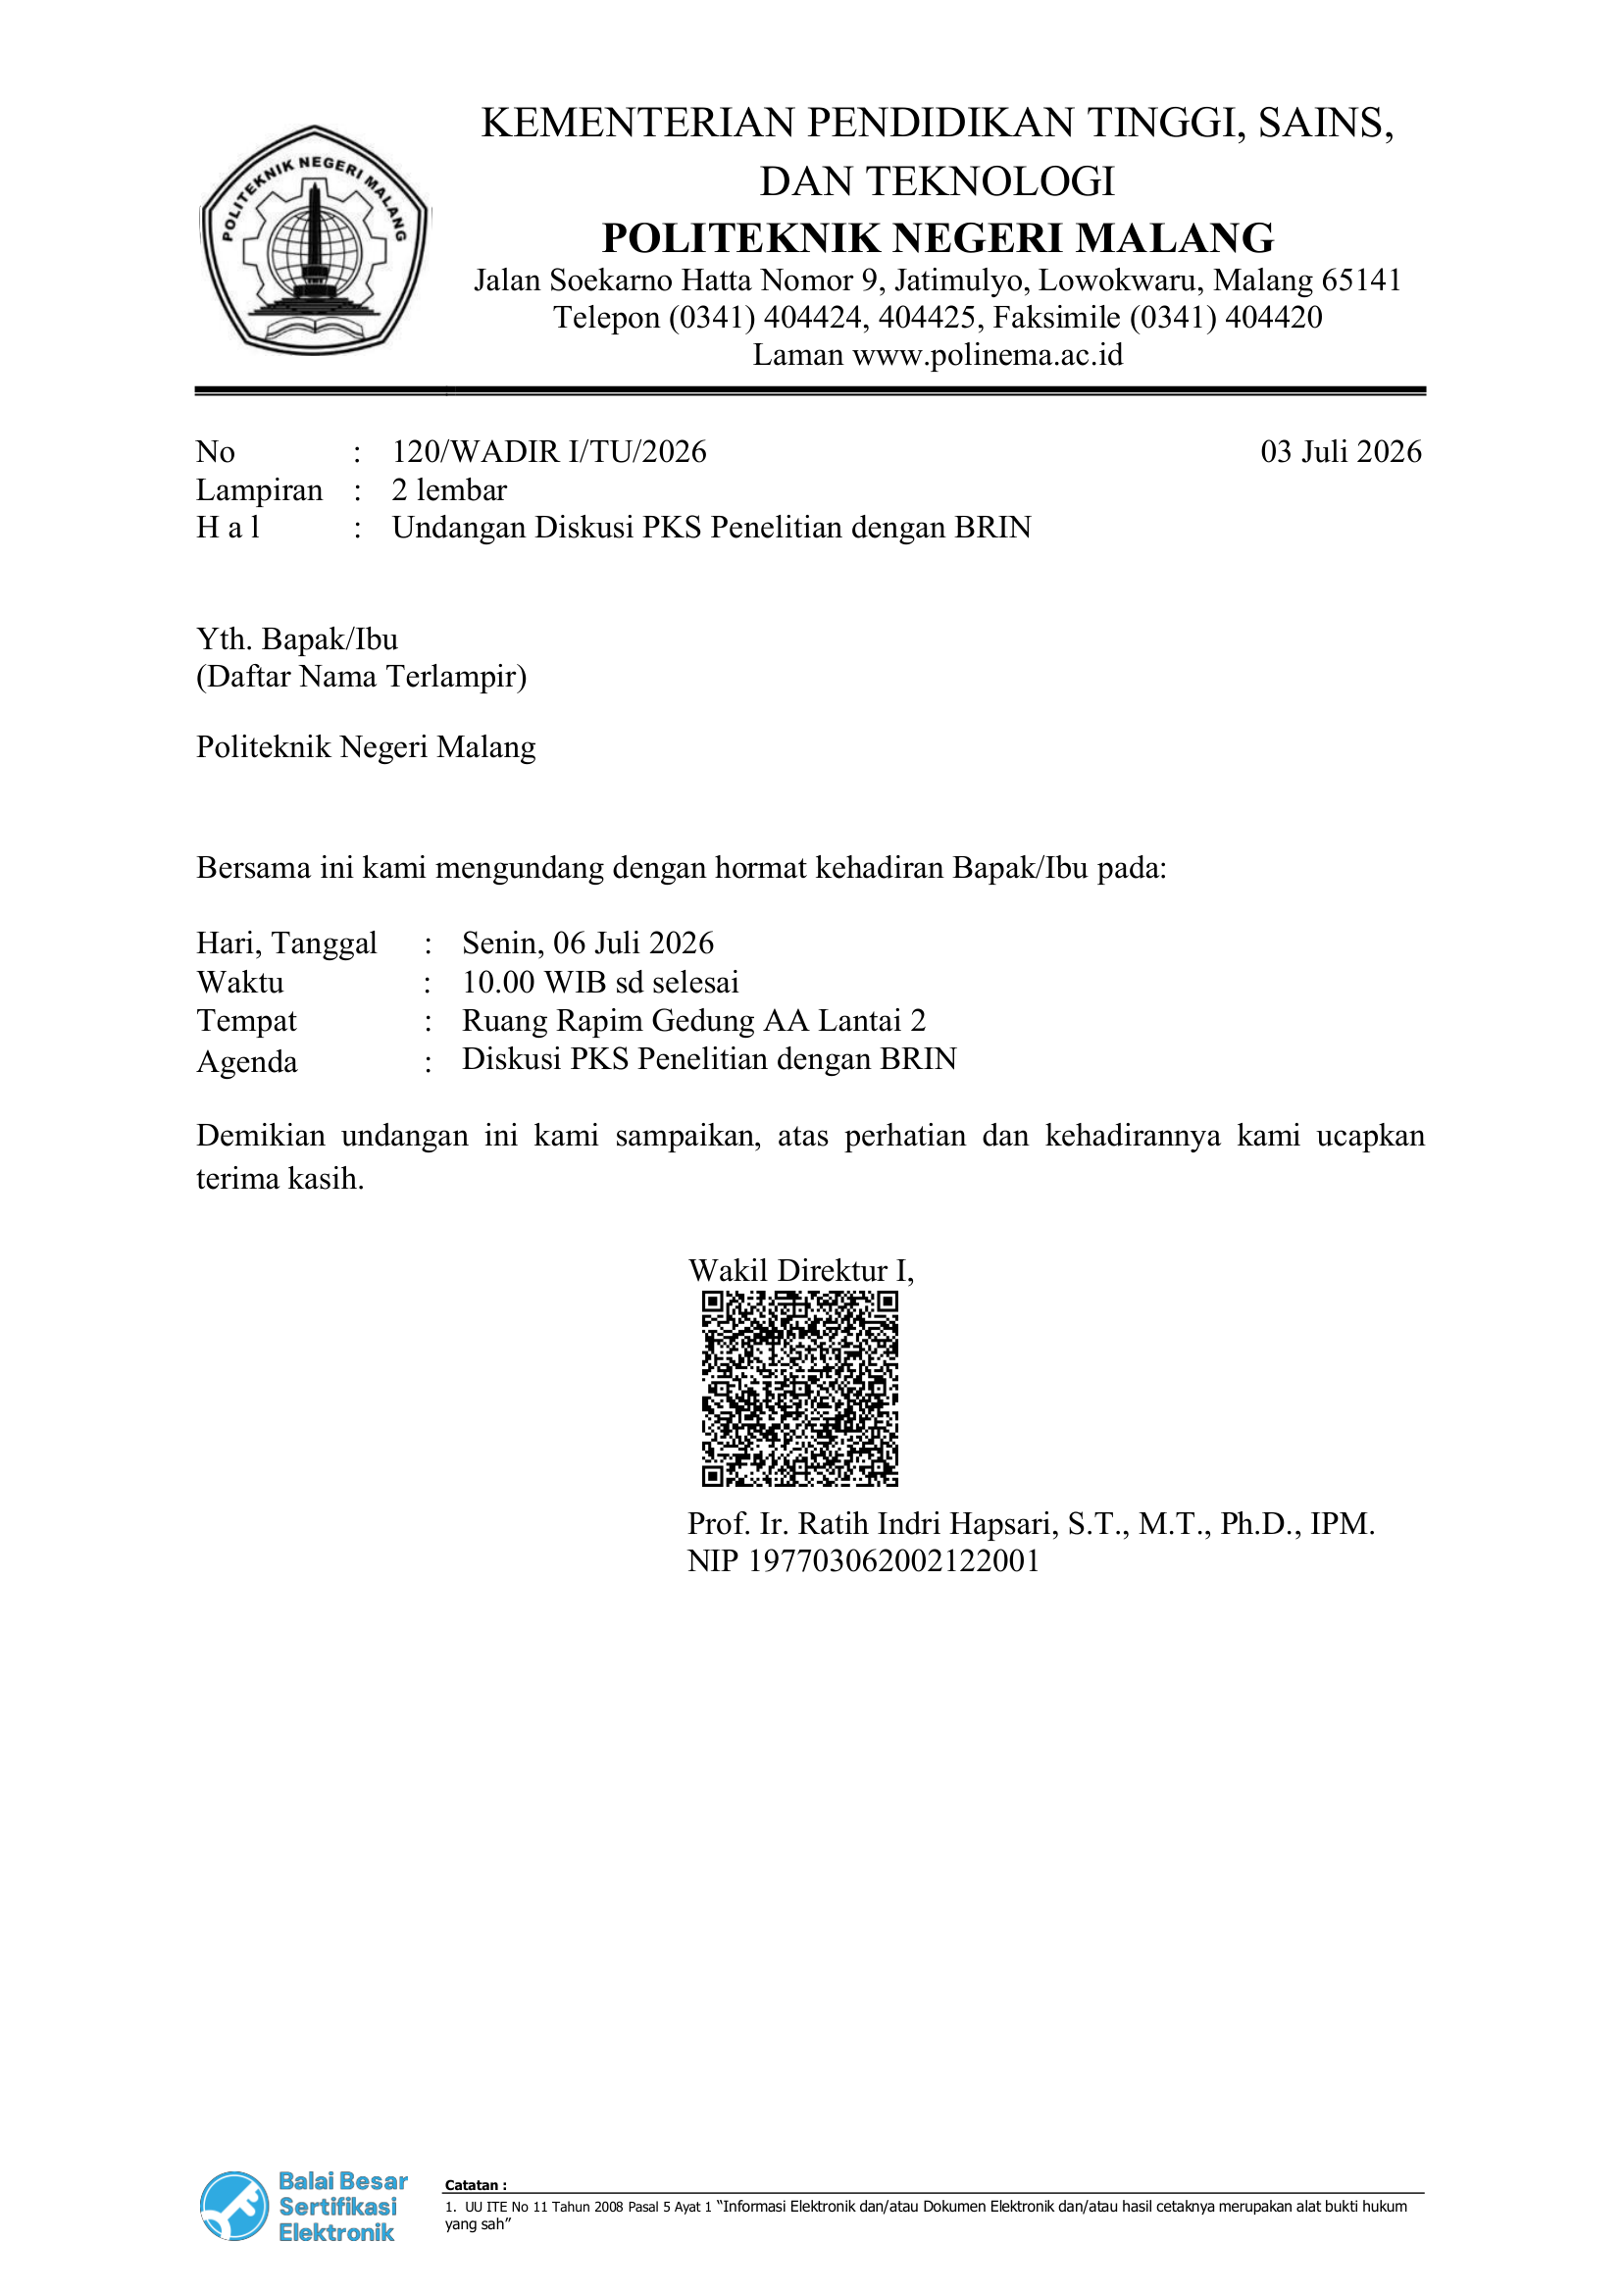 POLITEKNIK NEGERI MALANG
KEMENTERIAN PENDIDIKAN TINGGI, SAINS,
DAN TEKNOLOGI
POLITEKNIK NEGERI MALANG
Jalan Soekarno Hatta Nomor 9, Jatimulyo, Lowokwaru, Malang 65141
Telepon (0341) 404424, 404425, Faksimile (0341) 404420
Laman www.polinema.ac.id
No : 120/WADIR I/TU/2026 03 Juli 2026
Lampiran : 2 lembar
H a l : Undangan Diskusi PKS Penelitian dengan BRIN
Yth. Bapak/Ibu
(Daftar Nama Terlampir)
Politeknik Negeri Malang
Bersama ini kami mengundang dengan hormat kehadiran Bapak/Ibu pada:
Hari, Tanggal : Senin, 06 Juli 2026
Waktu : 10.00 WIB sd selesai
Tempat : Ruang Rapim Gedung AA Lantai 2
Agenda : Diskusi PKS Penelitian dengan BRIN
Demikian undangan ini kami sampaikan, atas perhatian dan kehadirannya kami ucapkan
terima kasih.
Wakil Direktur I,
Prof. Ir. Ratih Indri Hapsari, S.T., M.T., Ph.D., IPM.
NIP 197703062002122001
Balai Besar
Sertifikasi
Elektronik
Catatan :
1. UU ITE No 11 Tahun 2008 Pasal 5 Ayat 1 “Informasi Elektronik dan/atau Dokumen Elektronik dan/atau hasil cetaknya merupakan alat bukti hukum
yang sah”